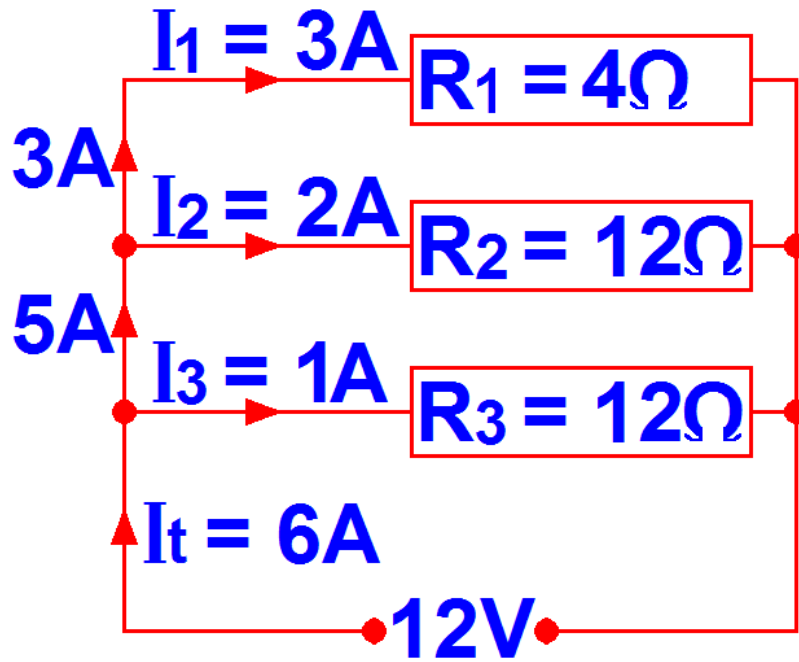 I1 = 3A
R1 = 4Ω
3A
I2 = 2A
R2 = 12Ω
5A
I3 = 1A
R3 = 12Ω
It = 6A
12V